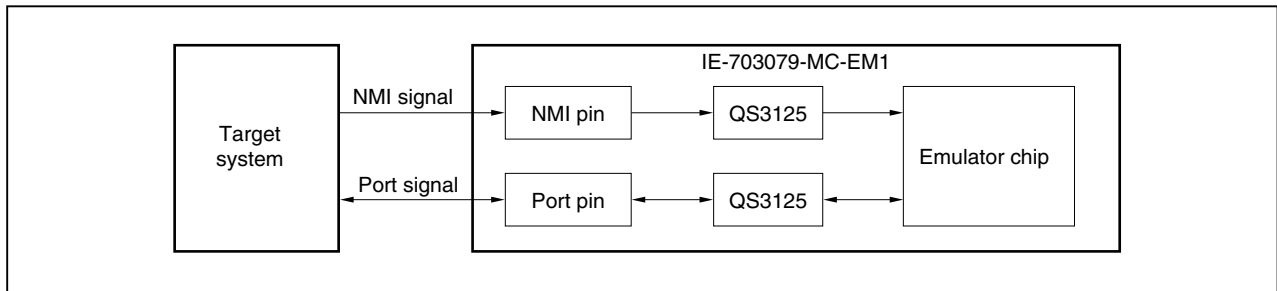 IE-703079-MC-EM1
NMI signal
NMI pin
QS3125
Target
system
Emulator chip
Port signal
Port pin
QS3125